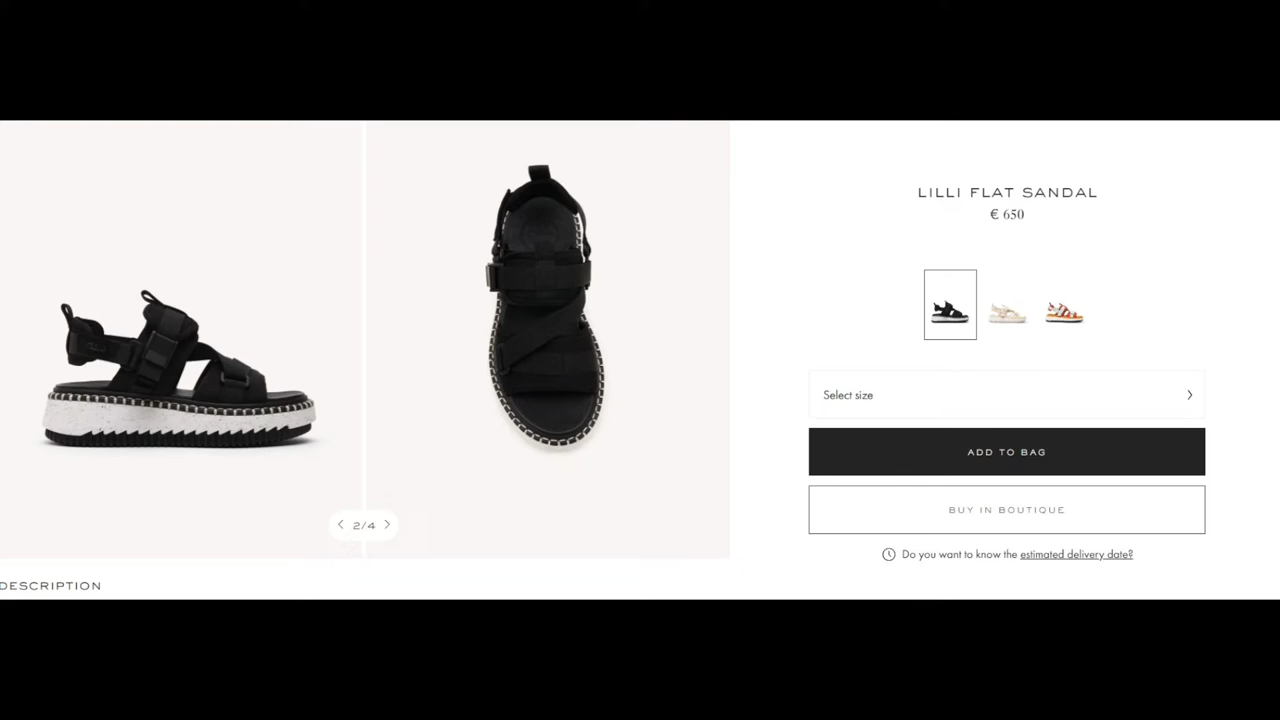 LILLI FLAT SANDAL
€ 650
Select size
ADD TO BAG
BUY IN BOUTIQUE
2/4
Do you want to know the estimated delivery date?
DESCRIPTION